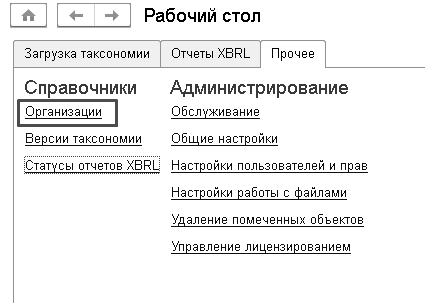 Рабочий стол
Загрузка таксономии Отчеты XBRL Прочее
Справочники Администрирование
Организации Обслуживание
Версии таксономии Общие настройки
Статусы отчетов XBRL Настройки пользователей и прав
Настройки работы с файлами
Удаление помеченных объектов
Управление лицензированием